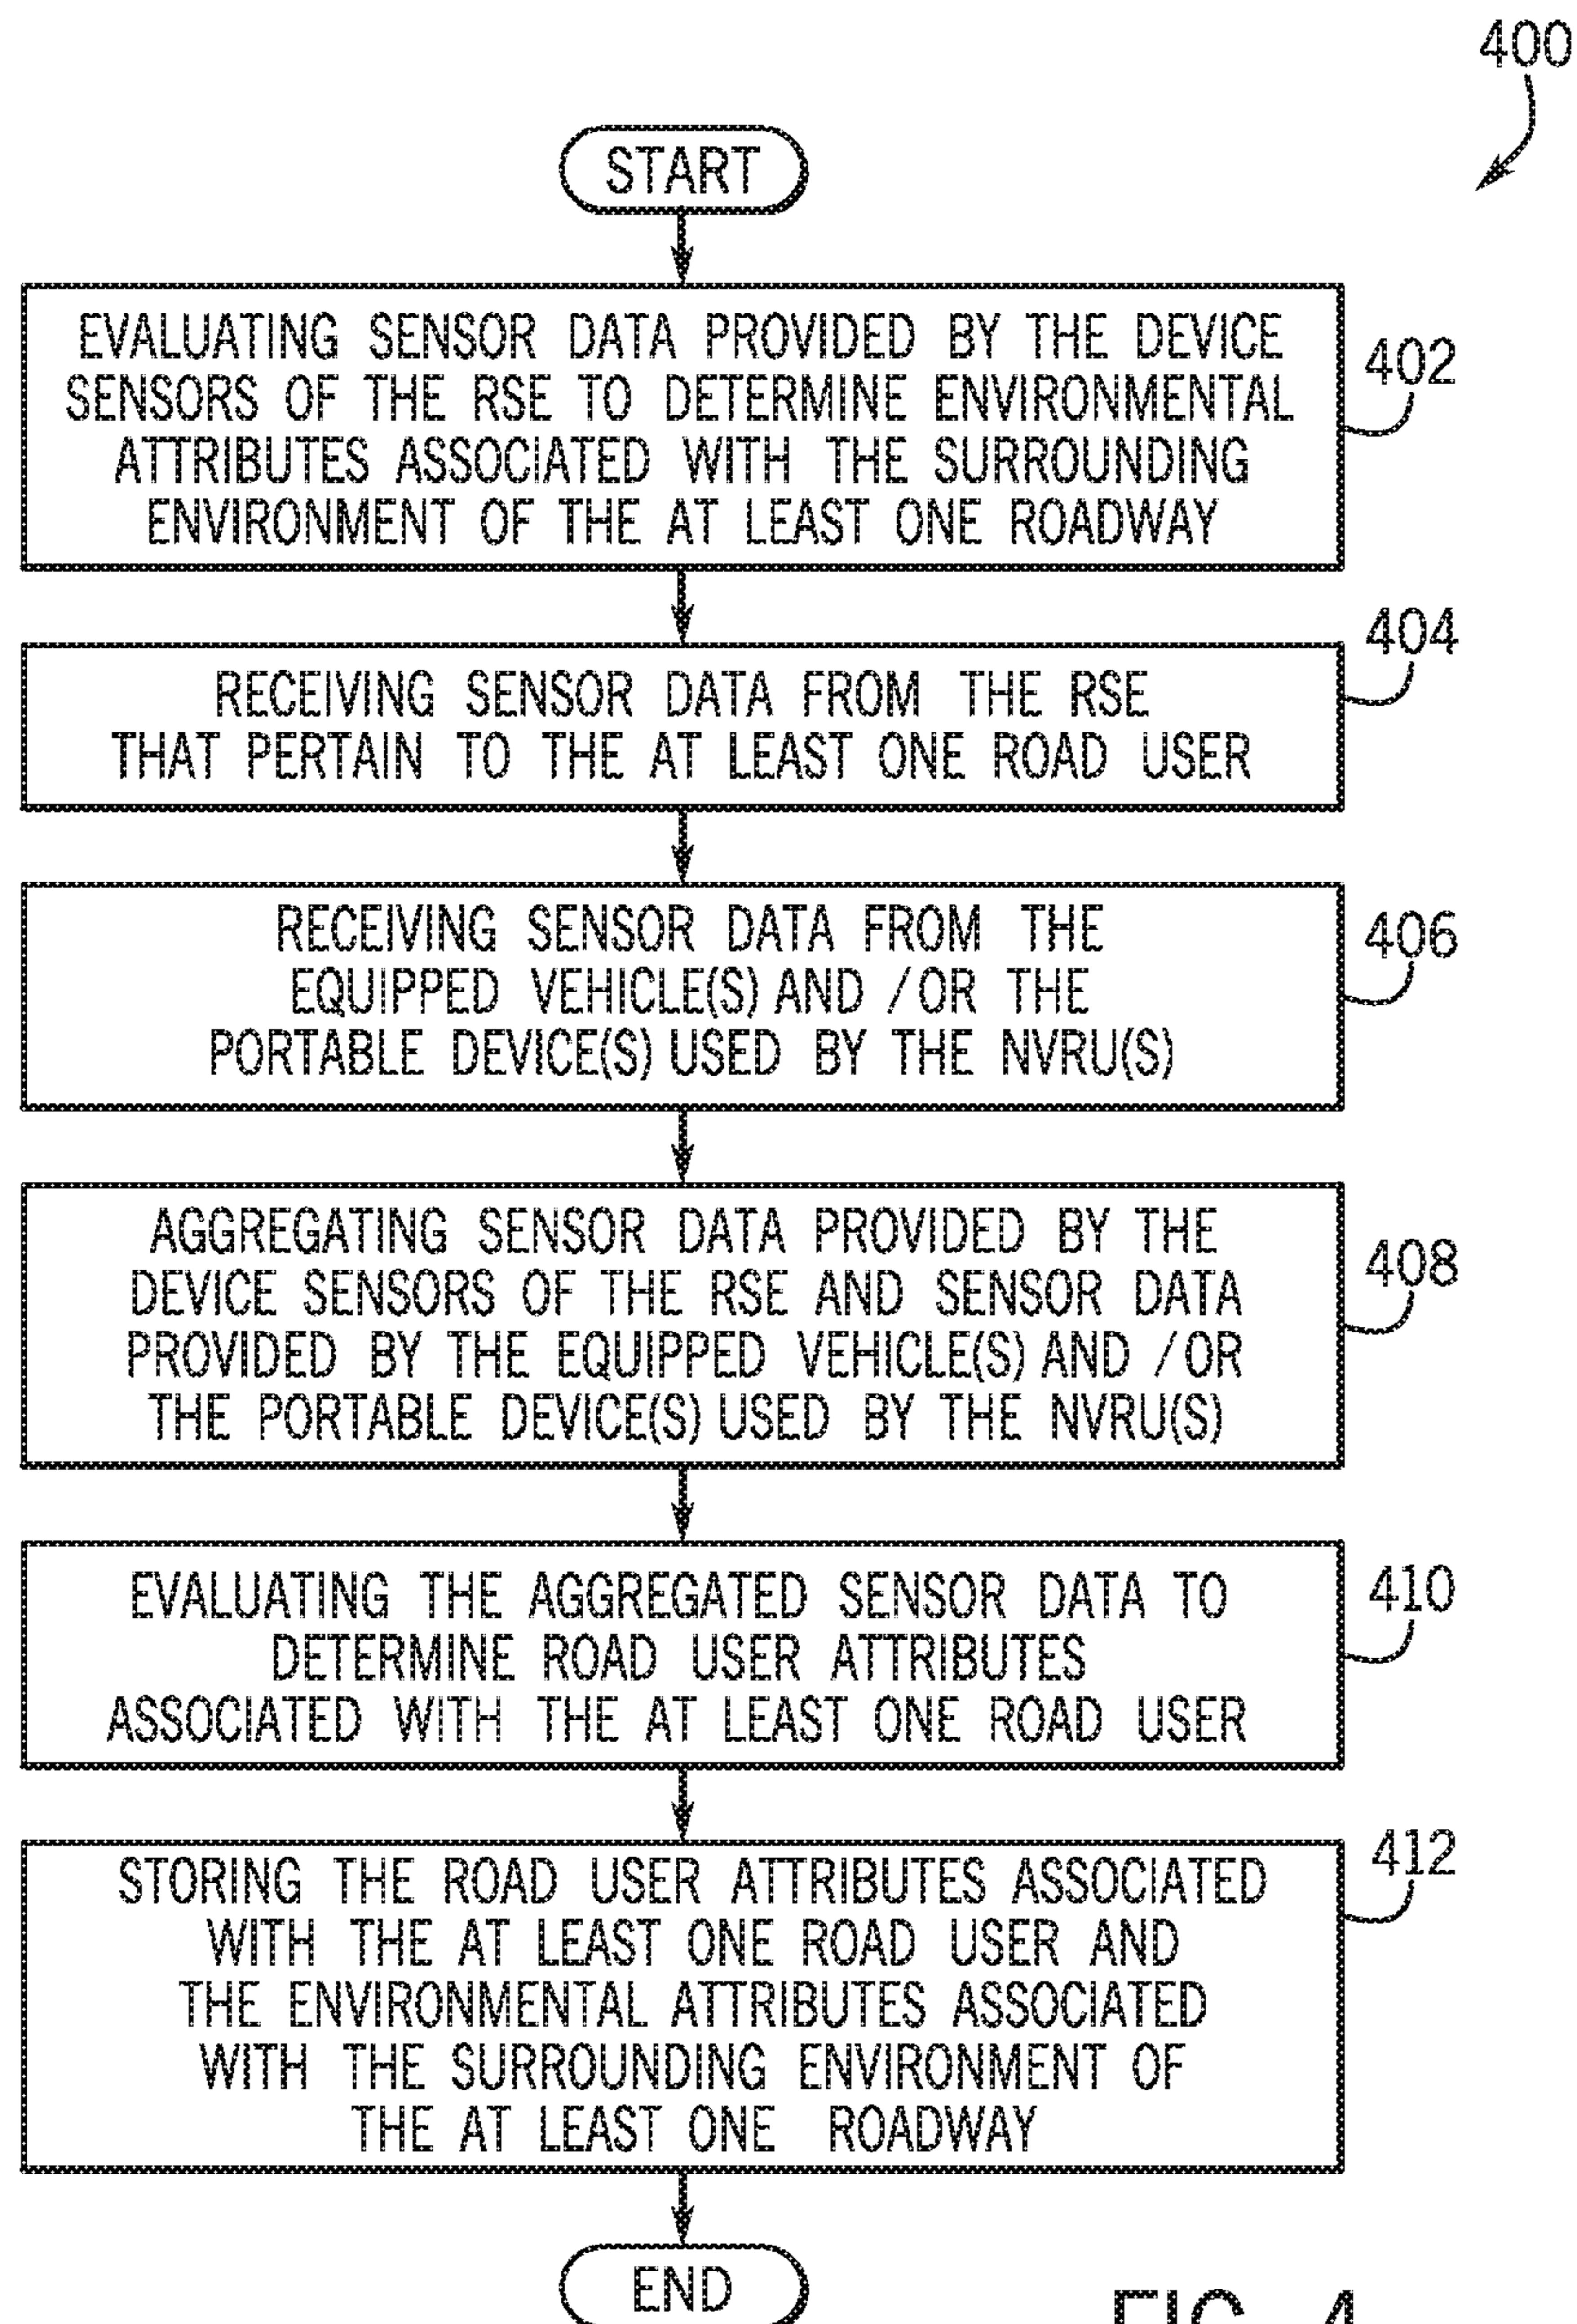 400
START
EVALUATING SENSOR DATA PROVIDED BY THE DEVICE
SENSORS OF THE RSE TO DETERMINE ENVIRONMENTAL
ATTRIBUTES ASSOCIATED WITH THE SURROUNDING
ENVIRONMENT OF THE AT LEAST ONE ROADWAY
402
RECEIVING SENSOR DATA FROM THE RSE
THAT PERTAIN TO THE AT LEAST ONE ROAD USER
404
RECEIVING SENSOR DATA FROM THE
EQUIPPED VEHICLE(S) AND /OR THE
PORTABLE DEVICE(S) USED BY THE NVRU(S)
406
AGGREGATING SENSOR DATA PROVIDED BY THE
DEVICE SENSORS OF THE RSE AND SENSOR DATA
PROVIDED BY THE EQUIPPED VEHICLE(S) AND /OR
THE PORTABLE DEVICE(S) USED BY THE NVRU(S)
408
EVALUATING THE AGGREGATED SENSOR DATA TO
DETERMINE ROAD USER ATTRIBUTES
ASSOCIATED WITH THE AT LEAST ONE ROAD USER
410
STORING THE ROAD USER ATTRIBUTES ASSOCIATED
WITH THE AT LEAST ONE ROAD USER AND
THE ENVIRONMENTAL ATTRIBUTES ASSOCIATED
WITH THE SURROUNDING ENVIRONMENT OF
THE AT LEAST ONE ROADWAY
412
END
FIG. 4